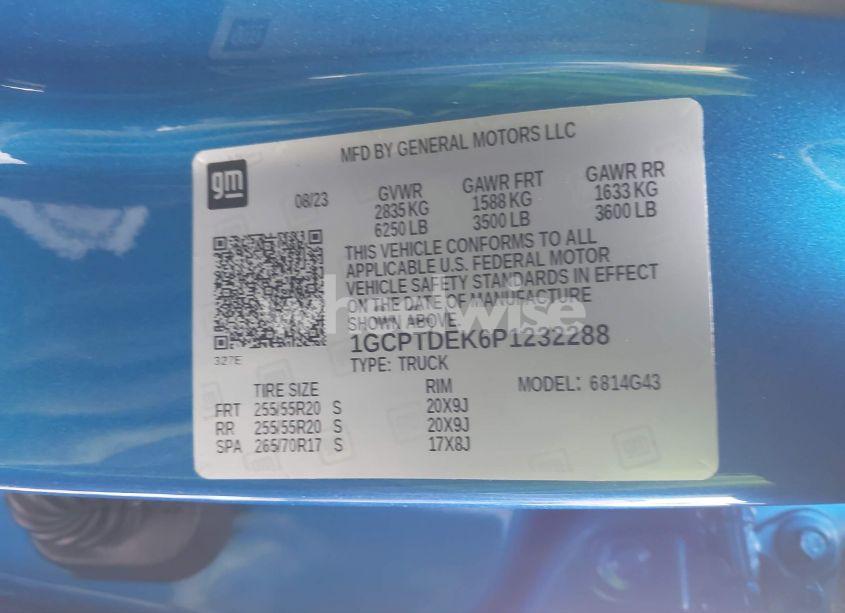 MFD BY GENERAL MOTORS LLC
gm
08/23
GVWR GAWR FRT GAWR RR
2835 KG 1588 KG 1633 KG
6250 LB 3500 LB 3600 LB
THIS VEHICLE CONFORMS TO ALL
APPLICABLE U.S. FEDERAL MOTOR
VEHICLE SAFETY STANDARDS IN EFFECT
ON THE DATE OF MANUFACTURE
SHOWN ABOVE.
1GCPTDEK6P1232288
327E
TYPE: TRUCK
TIRE SIZE RIM MODEL: 6814G43
FRT 255/55R20 S 20X9J
RR 255/55R20 S 20X9J
SPA 265/70R17 S 17X8J